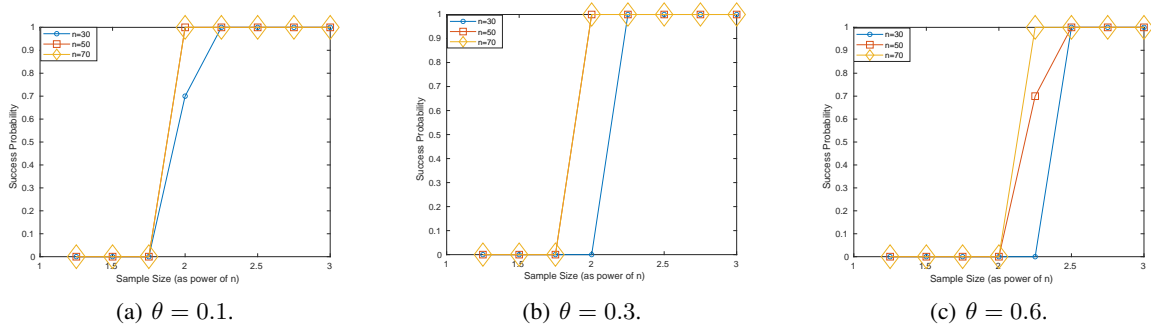 1
0.9
0.8
0.7
0.6
0.5
0.4
0.3
0.2
0.1
0
Success Probability
n=30
n=50
n=70
1 1.5 2 2.5 3
Sample Size (as power of n)
(a) θ = 0.1.
1
0.9
0.8
0.7
0.6
0.5
0.4
0.3
0.2
0.1
0
Success Probability
n=30
n=50
n=70
1 1.5 2 2.5 3
Sample Size (as power of n)
(b) θ = 0.3.
1
0.9
0.8
0.7
0.6
0.5
0.4
0.3
0.2
0.1
0
Success Probability
n=30
n=50
n=70
1 1.5 2 2.5 3
Sample Size (as power of n)
(c) θ = 0.6.